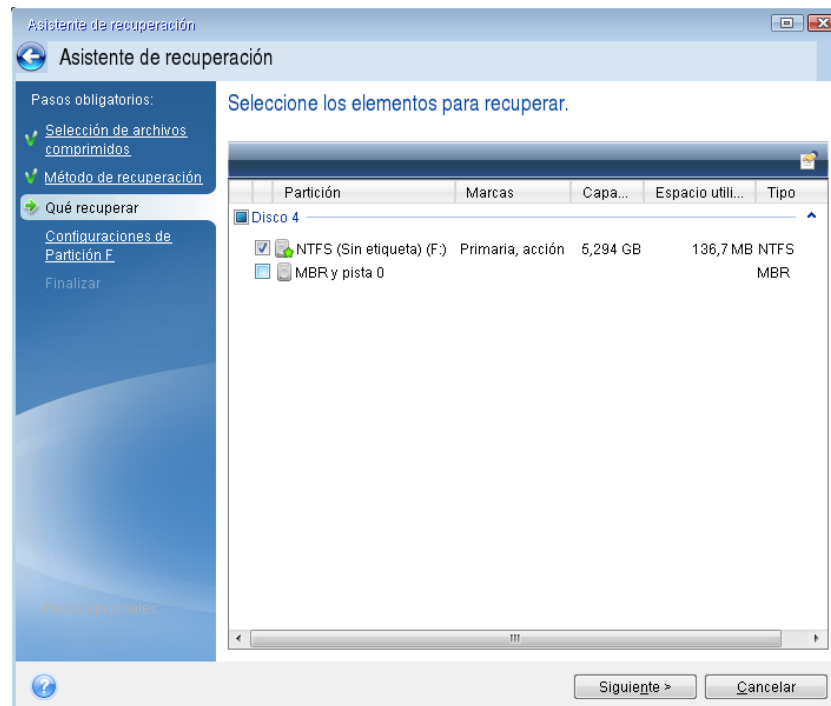 Asistente de recuperación
Asistente de recuperación
Pasos obligatorios:
Selección de archivos
comprimidos
Método de recuperación
Qué recuperar
Configuraciones de
Partición F
Finalizar
Seleccione los elementos para recuperar.
Partición Marcas Capa... Espacio utili... Tipo
Disco 4
NTFS (Sin etiqueta) (F:) Primaria, acción 5,294 GB 136,7 MB NTFS
MBR y pista 0 MBR
Siguiente > Cancelar